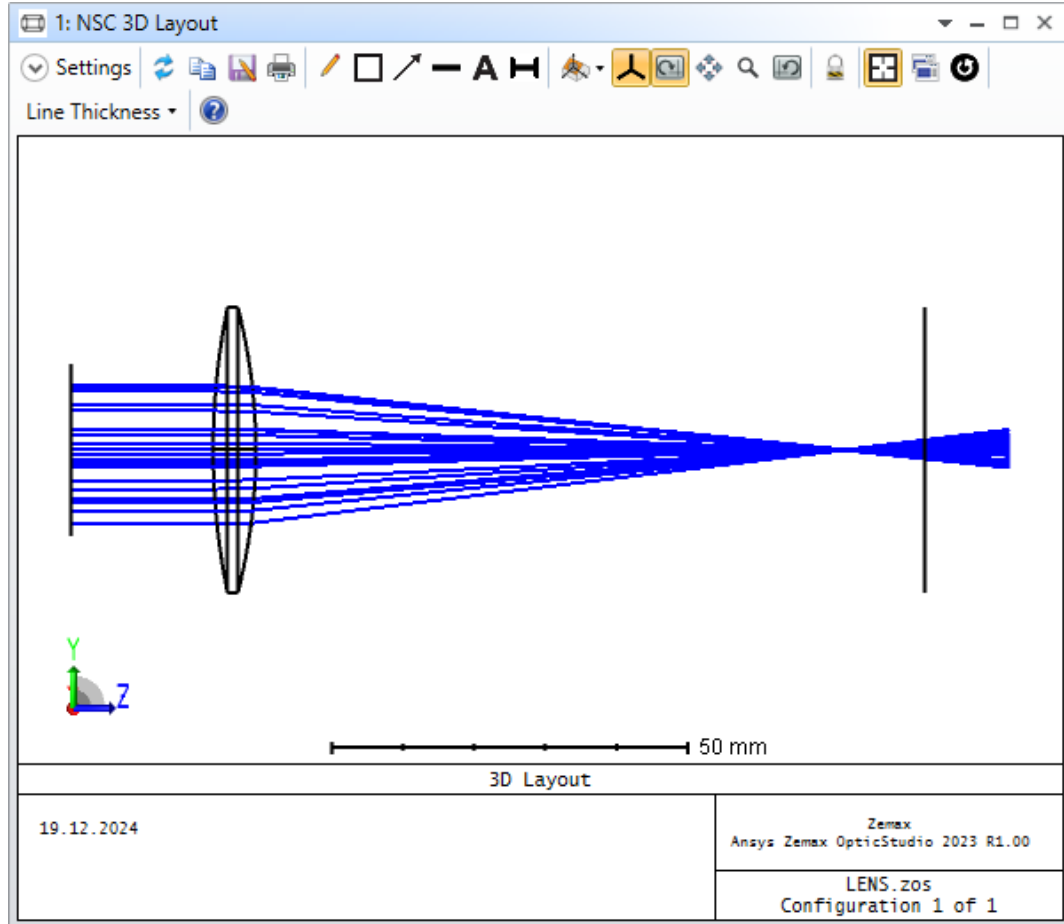 1: NSC 3D Layout
Settings
A
Line Thickness
Y
Z
50 mm
3D Layout
19.12.2024
Zemax
Ansys Zemax OpticStudio 2023 R1.00
LENS.zos
Configuration 1 of 1